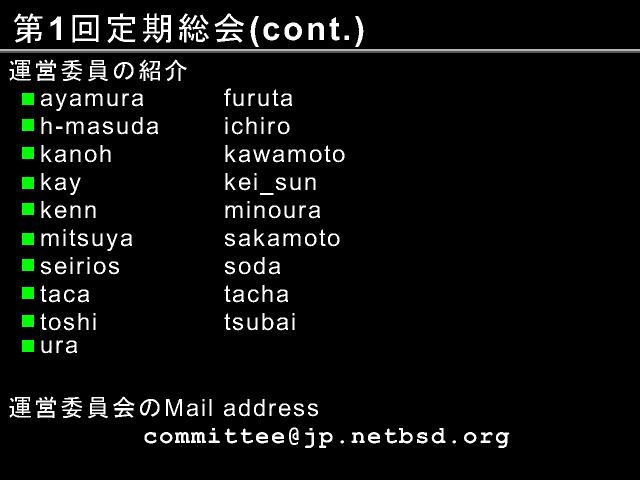 第1回定期総会(cont.)
運営委員の紹介
ayamura furuta
h-masuda ichiro
kanoh kawamoto
kay kei_sun
kenn minoura
mitsuya sakamoto
seirios soda
taca tacha
toshi tsubai
ura
運営委員会のMail address
committee@jp.netbsd.org